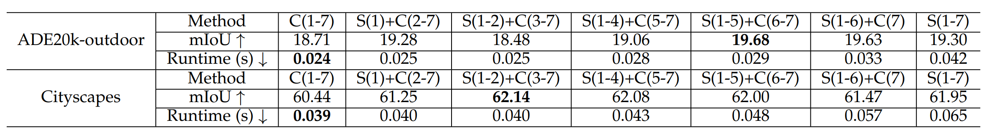 Method C(1-7) S(1)+C(2-7) S(1-2)+C(3-7) S(1-4)+C(5-7) S(1-5)+C(6-7) S(1-6)+C(7) S(1-7)
ADE20k-outdoor mIoU ↑ 18.71 19.28 18.48 19.06 19.68 19.63 19.30
Runtime (s) ↓ 0.024 0.025 0.025 0.028 0.029 0.033 0.042
Method C(1-7) S(1)+C(2-7) S(1-2)+C(3-7) S(1-4)+C(5-7) S(1-5)+C(6-7) S(1-6)+C(7) S(1-7)
Cityscapes mIoU ↑ 60.44 61.25 62.14 62.08 62.00 61.47 61.95
Runtime (s) ↓ 0.039 0.040 0.040 0.043 0.048 0.057 0.065